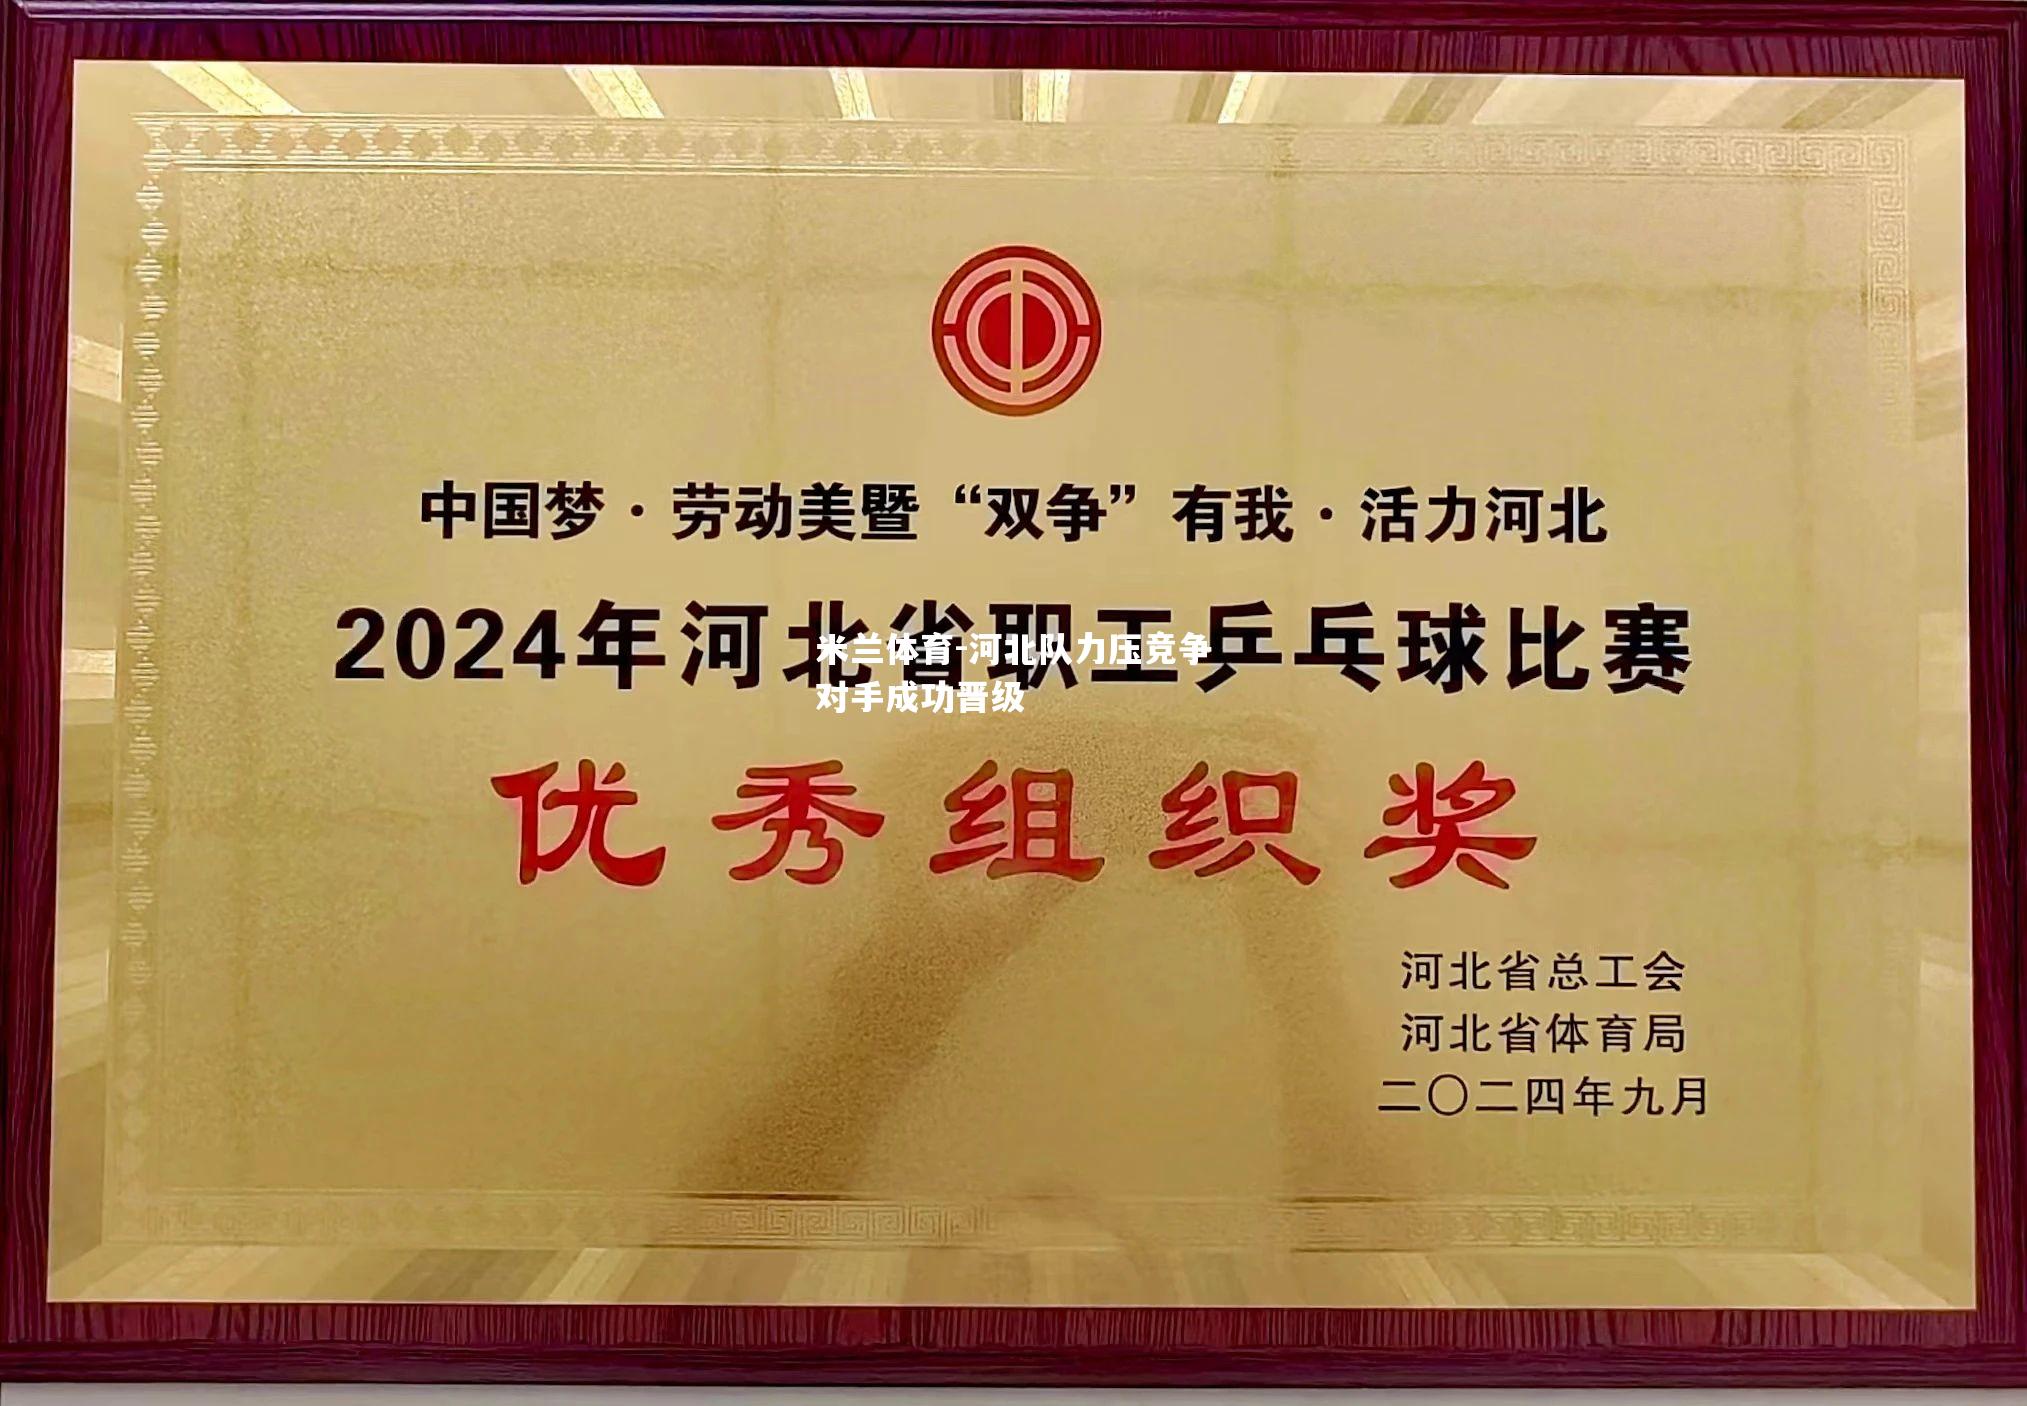 中国梦·劳动美暨“双争”有我·活力河北
2024年河北省职工乒乓球比赛
米兰体育-河北队力压竞争
对手成功晋级
优秀组织奖
河北省总工会
河北省体育局
二〇二四年九月